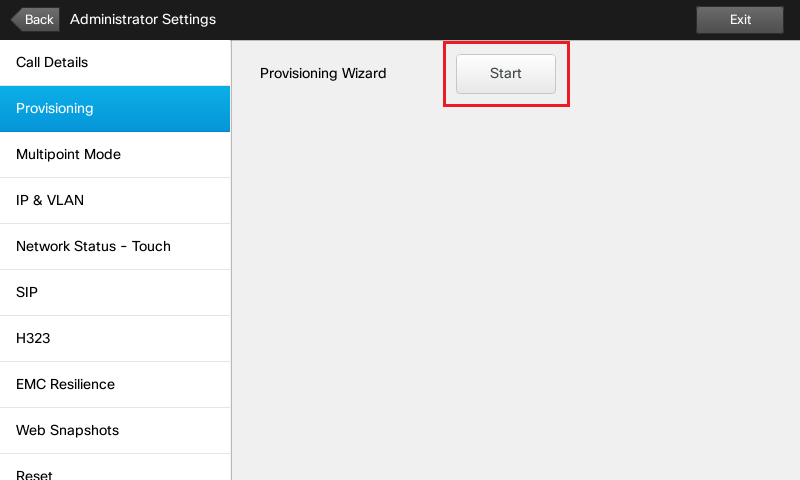 Back
Administrator Settings
Exit
Call Details
Provisioning
Multipoint Mode
IP & VLAN
Network Status - Touch
SIP
H323
EMC Resilience
Web Snapshots
Reset
Provisioning Wizard
Start